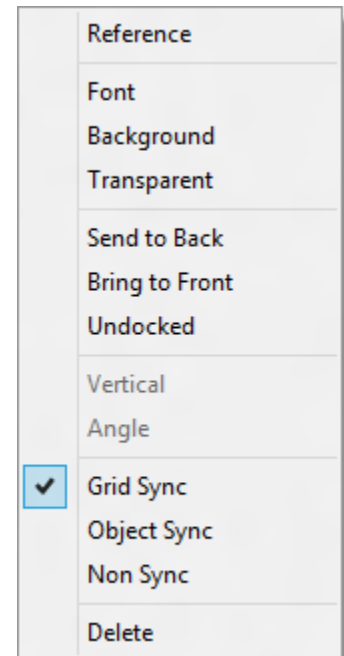 Reference
Font
Background
Transparent
Send to Back
Bring to Front
Undocked
Vertical
Angle
Grid Sync
Object Sync
Non Sync
Delete